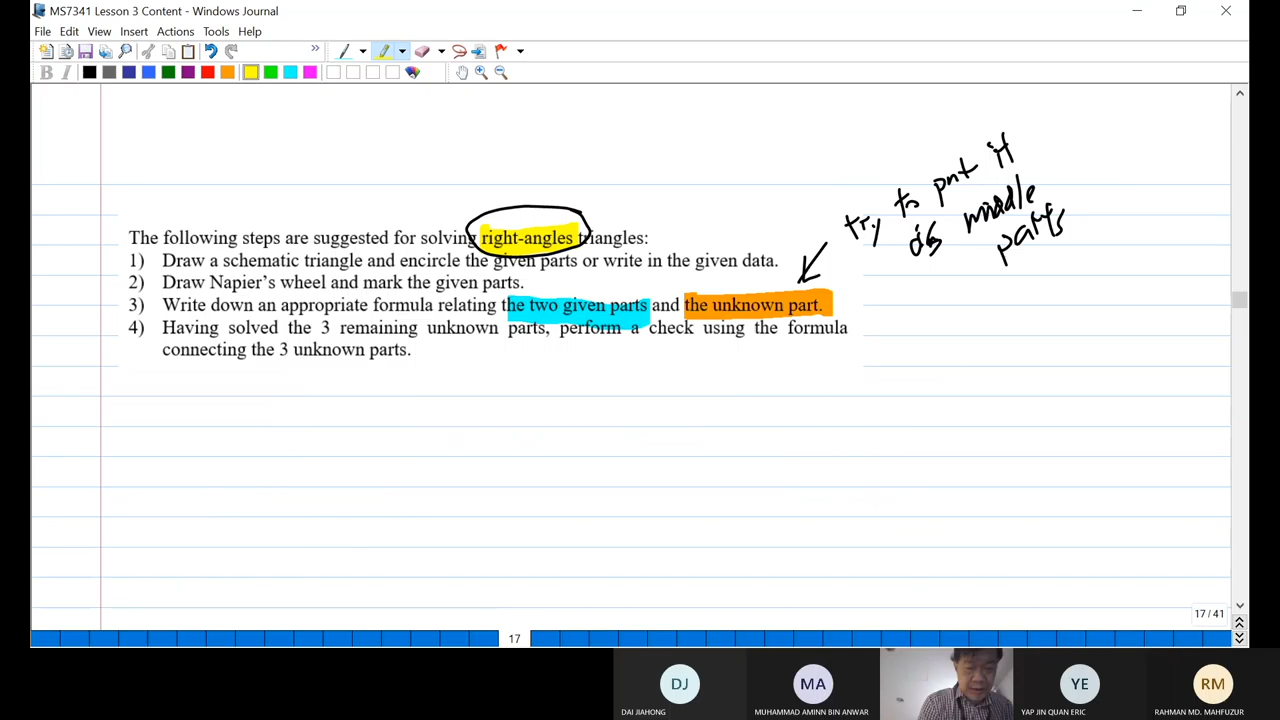 MS7341 Lesson 3 Content - Windows Journal
File Edit View Insert Actions Tools Help
try to put it
as middle
parts
The following steps are suggested for solving right-angles triangles:
1) Draw a schematic triangle and encircle the given parts or write in the given data.
2) Draw Napier's wheel and mark the given parts.
3) Write down an appropriate formula relating the two given parts and the unknown part.
4) Having solved the 3 remaining unknown parts, perform a check using the formula
connecting the 3 unknown parts.
17 / 41
17
DJ MA YE RM
DAI JIAHONG MUHAMMAD AMINN BIN ANWAR YAP JIN QUAN ERIC RAHMAN MD. MAHFUZUR